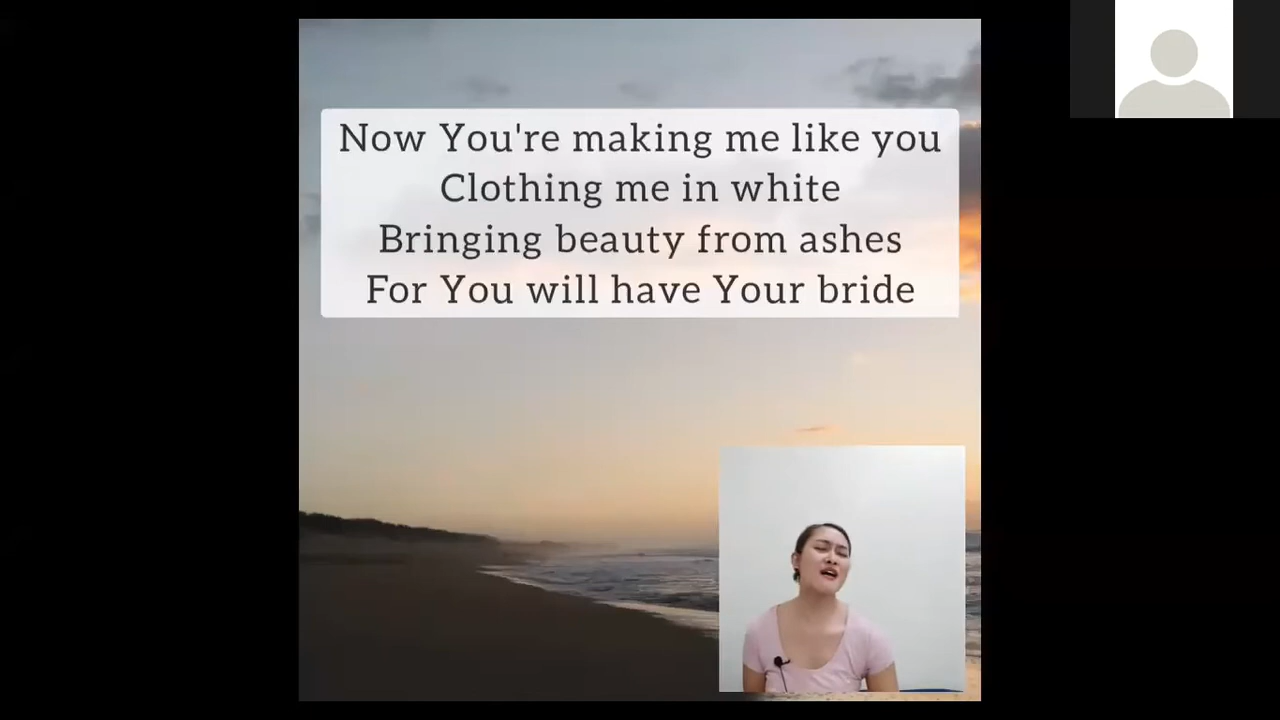 Now You're making me like you
Clothing me in white
Bringing beauty from ashes
For You will have Your bride